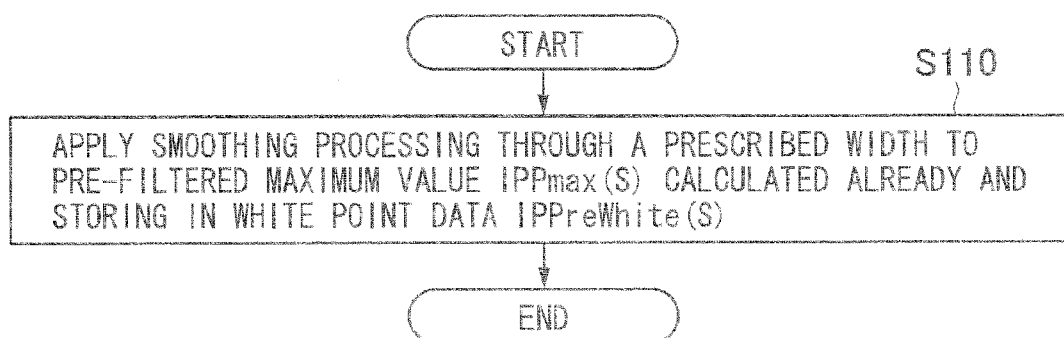 START
S110
APPLY SMOOTHING PROCESSING THROUGH A PRESCRIBED WIDTH TO
PRE-FILTERED MAXIMUM VALUE IPPmax(S) CALCULATED ALREADY AND
STORING IN WHITE POINT DATA IPPreWhite(S)
END